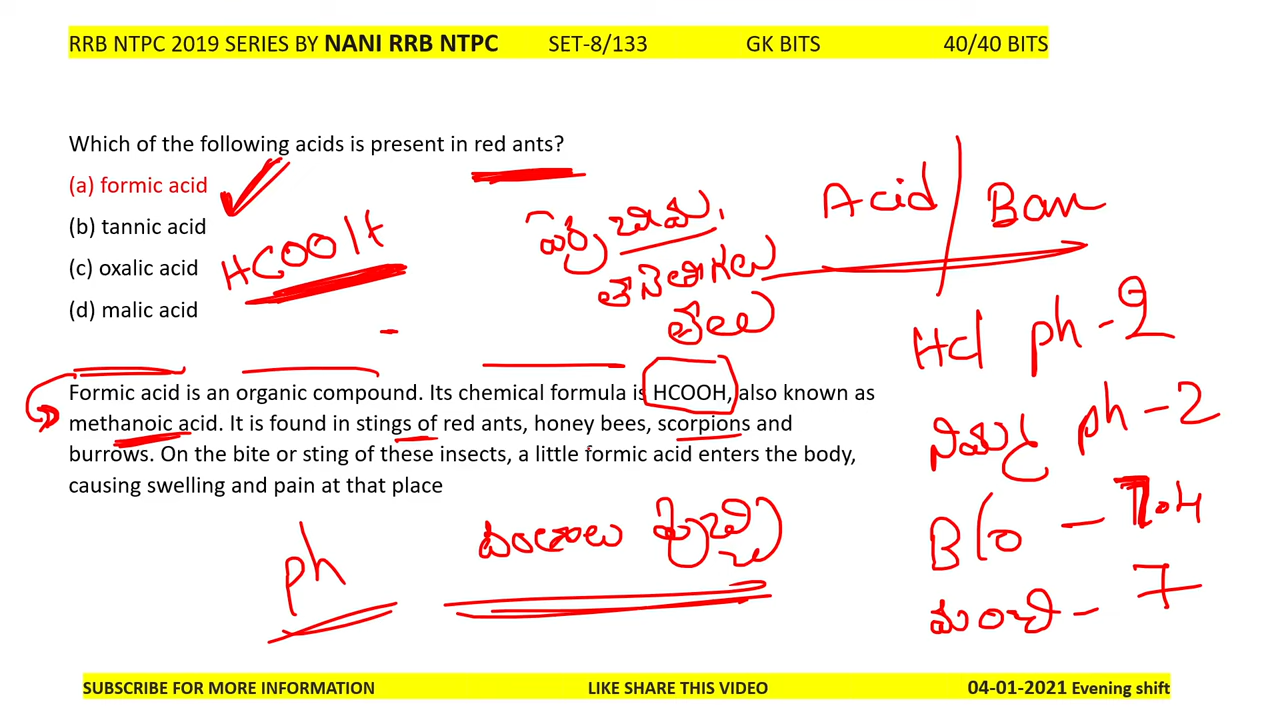 RRB NTPC 2019 SERIES BY NANI RRB NTPC SET-8/133 GK BITS 40/40 BITS
Which of the following acids is present in red ants?
(a) formic acid
(b) tannic acid
(c) oxalic acid
(d) malic acid
HCOOH
Acid
HCl ph-2
ph-2
7.4
7
Formic acid is an organic compound. Its chemical formula is HCOOH, also known as
methanoic acid. It is found in stings of red ants, honey bees, scorpions and
burrows. On the bite or sting of these insects, a little formic acid enters the body,
causing swelling and pain at that place
ph
SUBSCRIBE FOR MORE INFORMATION LIKE SHARE THIS VIDEO 04-01-2021 Evening shift